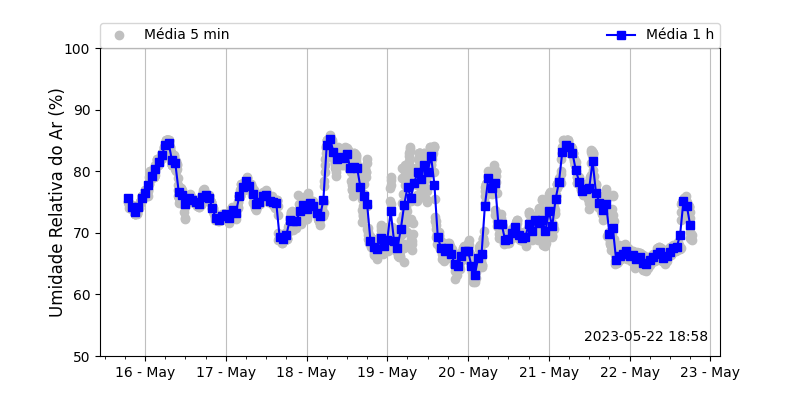 Média 5 min
Média 1 h
100
90
80
70
60
50
Umidade Relativa do Ar (%)
2023-05-22 18:58
16 - May
17 - May
18 - May
19 - May
20 - May
21 - May
22 - May
23 - May